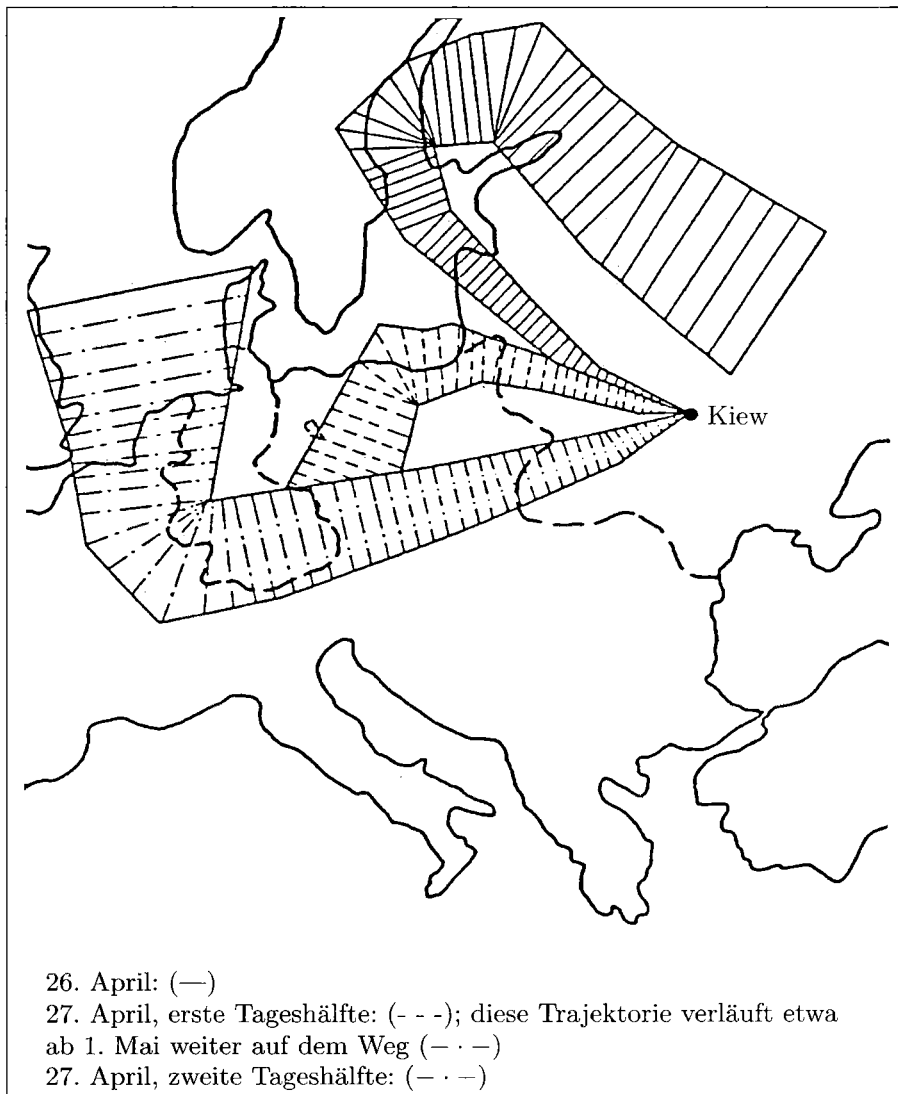 Kiew
26. April: (—)
27. April, erste Tageshälfte: (- - -); diese Trajektorie verläuft etwa
ab 1. Mai weiter auf dem Weg (— · —)
27. April, zweite Tageshälfte: (— · —)